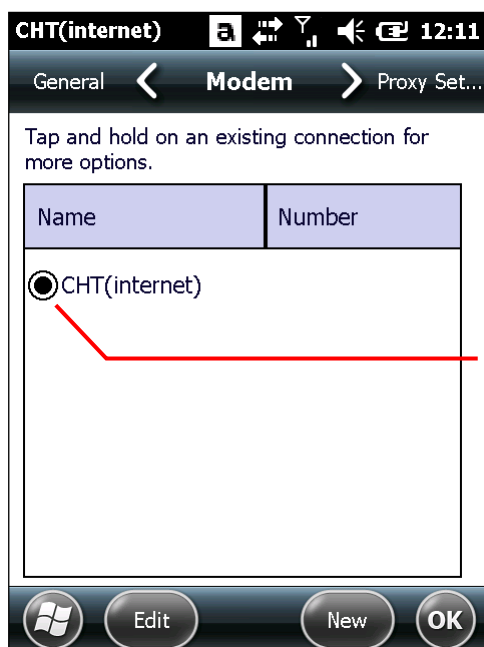 CHT(internet) a 12:11
General Modem Proxy Set...
Tap and hold on an existing connection for
more options.
Name Number
CHT(internet)
Edit New OK